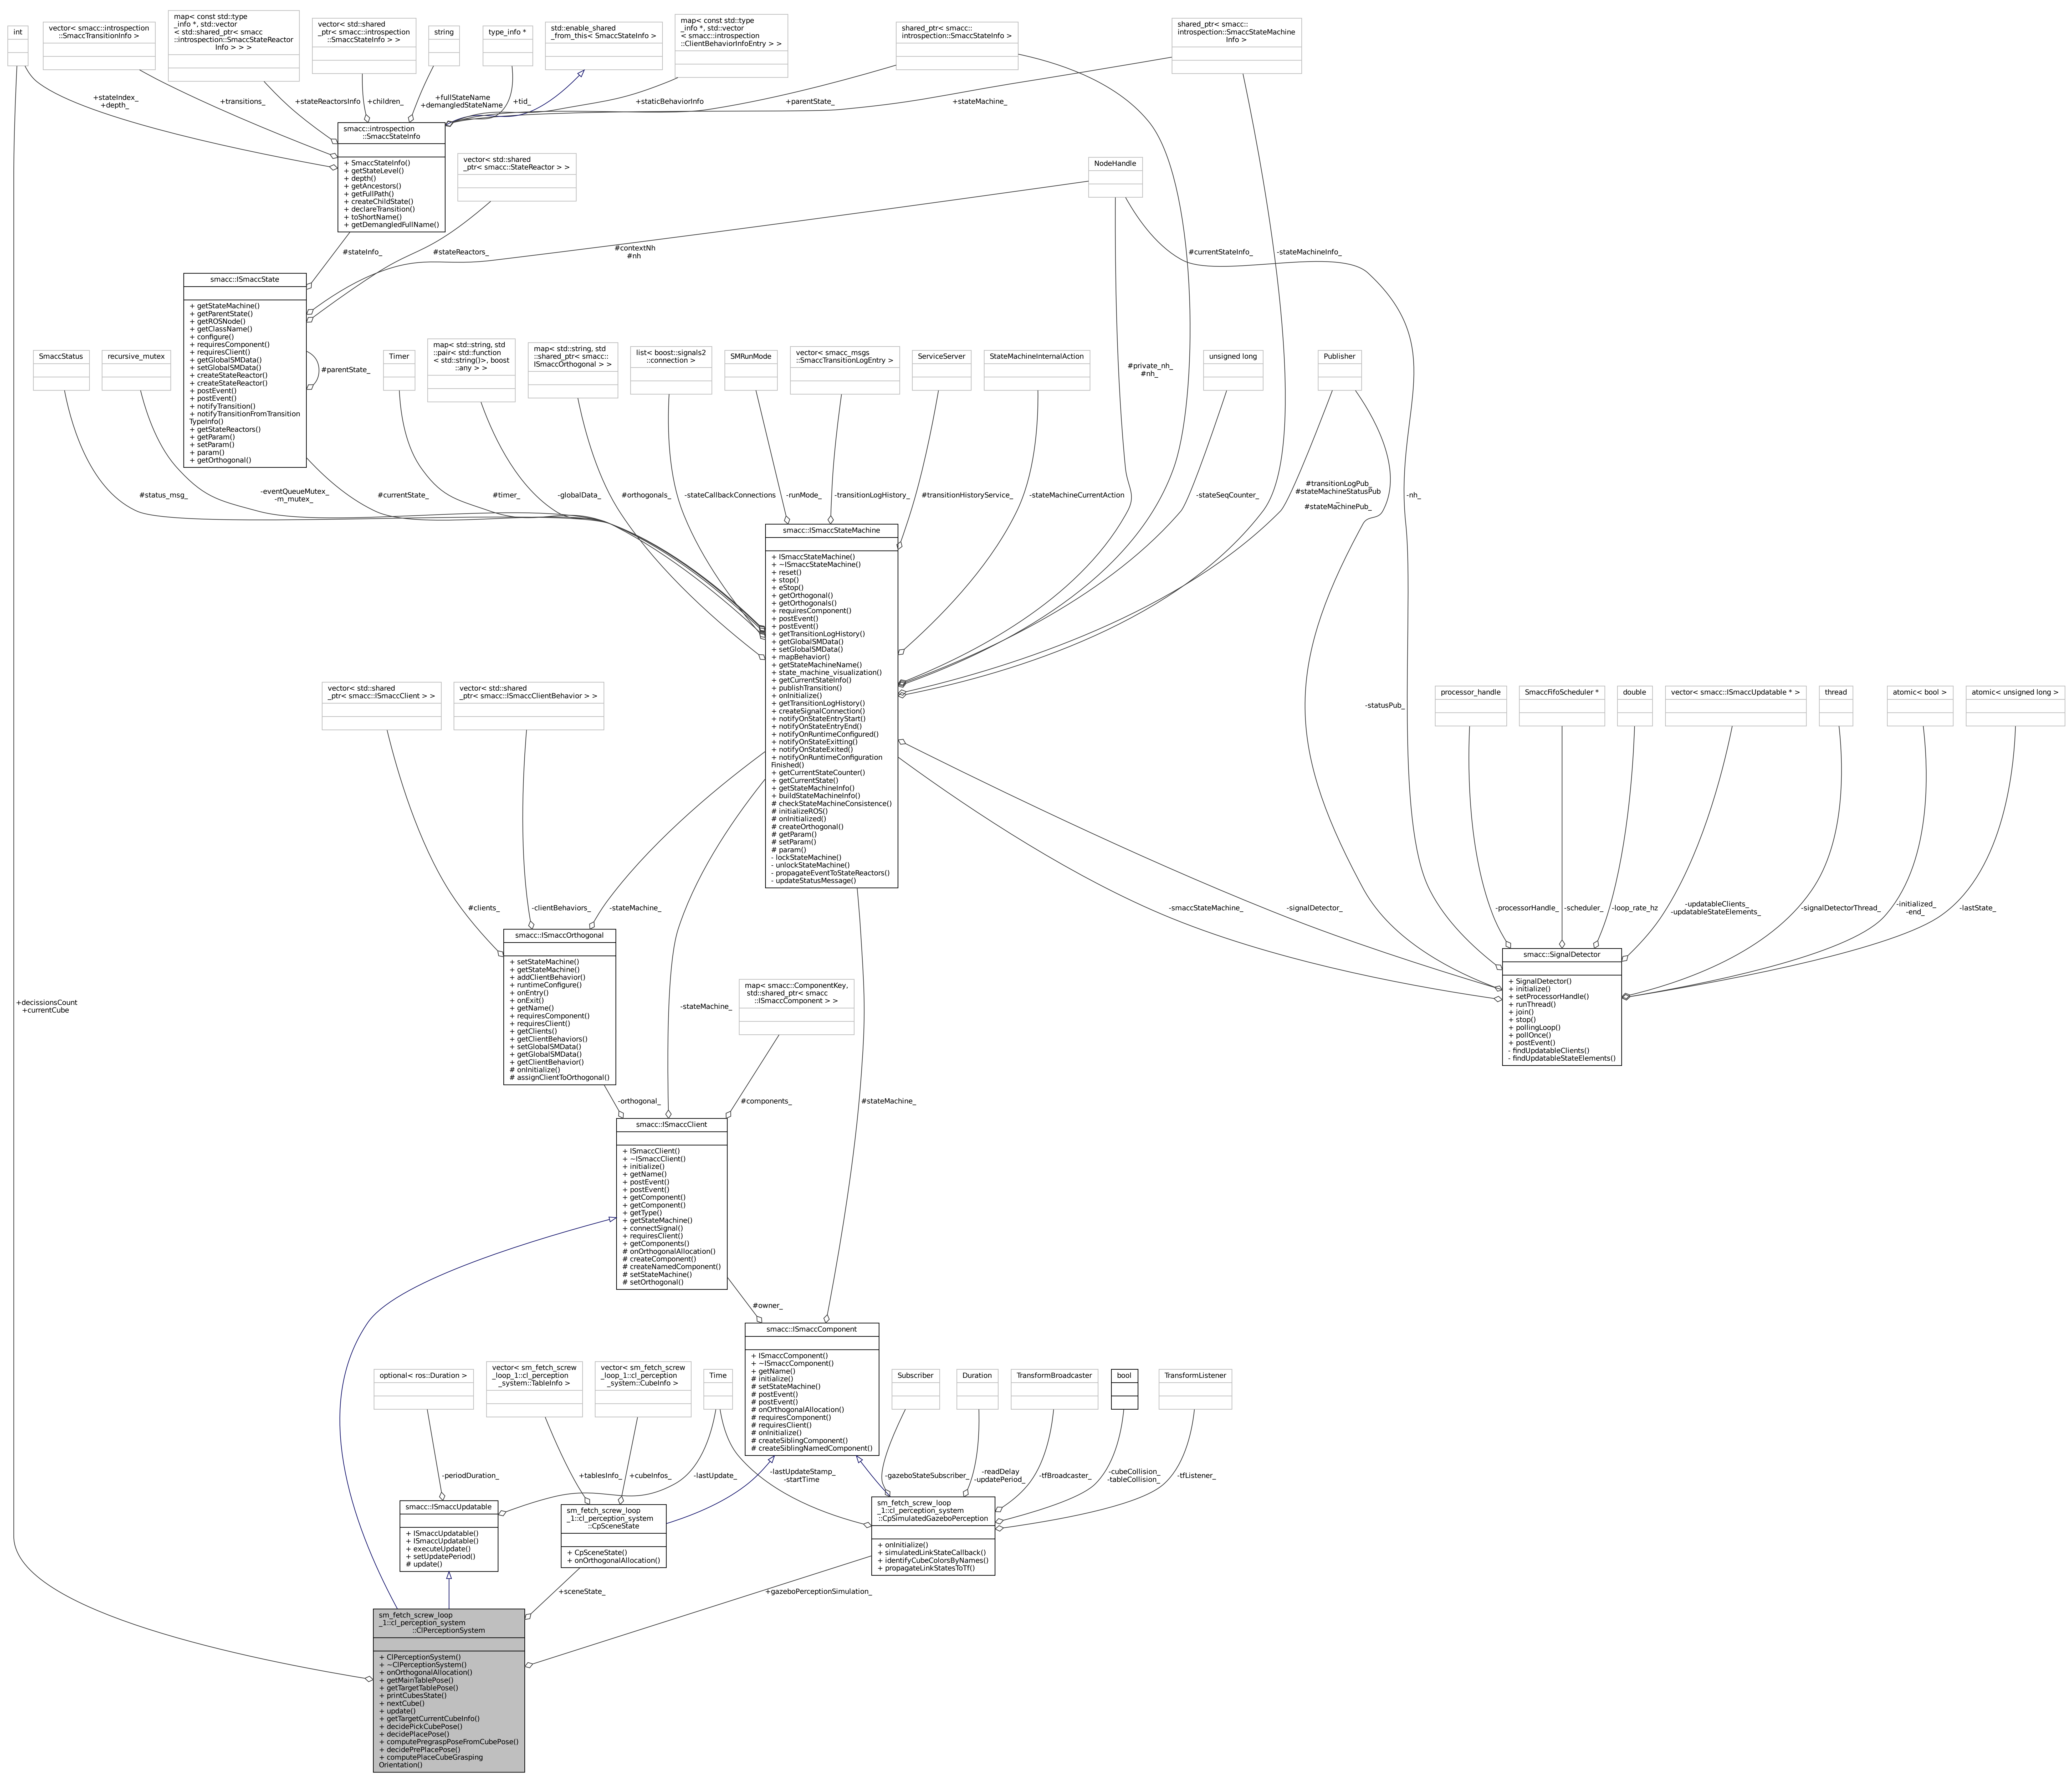 int
vector< smacc::introspection
::SmaccTransitionInfo >
map< const std::type
_info *, std::vector
< std::shared_ptr< smacc
::introspection::SmaccStateReactor
Info > > >
vector< std::shared
_ptr< smacc::introspection
::SmaccStateInfo > >
string
type_info *
std::enable_shared
_from_this< SmaccStateInfo >
map< const std::type
_info *, std::vector
< smacc::introspection
::ClientBehaviorInfoEntry > >
shared_ptr< smacc::
introspection::SmaccStateInfo >
shared_ptr< smacc::
introspection::SmaccStateMachine
Info >
+stateIndex_
+depth_
+transitions_
+stateReactorsInfo
+children_
+fullStateName
+demangledStateName
+tid_
+staticBehaviorInfo
+parentState_
+stateMachine_
smacc::introspection
::SmaccStateInfo
+ SmaccStateInfo()
+ getStateLevel()
+ depth()
+ getAncestors()
+ getFullPath()
+ createChildState()
+ declareTransition()
+ toShortName()
+ getDemangledFullName()
vector< std::shared
_ptr< smacc::StateReactor > >
NodeHandle
#stateInfo_
#stateReactors_
#contextNh
#nh
#currentStateInfo_
-stateMachineInfo_
smacc::ISmaccState
+ getStateMachine()
+ getParentState()
+ getROSNode()
+ getClassName()
+ configure()
+ requiresComponent()
+ requiresClient()
+ getGlobalSMData()
+ setGlobalSMData()
+ createStateReactor()
+ createStateReactor()
+ postEvent()
+ postEvent()
+ notifyTransition()
+ notifyTransitionFromTransition
TypeInfo()
+ getStateReactors()
+ getParam()
+ setParam()
+ param()
+ getOrthogonal()
#parentState_
SmaccStatus
recursive_mutex
Timer
map< std::string, std
::pair< std::function
< std::string()>, boost
::any > >
map< std::string, std
::shared_ptr< smacc::
ISmaccOrthogonal > >
list< boost::signals2
::connection >
SMRunMode
vector< smacc_msgs
::SmaccTransitionLogEntry >
ServiceServer
StateMachineInternalAction
#private_nh_
#nh_
unsigned long
Publisher
#status_msg_
-eventQueueMutex_
-m_mutex_
#currentState_
#timer_
-globalData_
#orthogonals_
-stateCallbackConnections
-runMode_
-transitionLogHistory_
#transitionHistoryService_
-stateMachineCurrentAction
-stateSeqCounter_
#transitionLogPub_
#stateMachineStatusPub
_
#stateMachinePub_
-nh_
smacc::ISmaccStateMachine
+ ISmaccStateMachine()
+ ~ISmaccStateMachine()
+ reset()
+ stop()
+ eStop()
+ getOrthogonal()
+ getOrthogonals()
+ requiresComponent()
+ postEvent()
+ postEvent()
+ getTransitionLogHistory()
+ getGlobalSMData()
+ setGlobalSMData()
+ mapBehavior()
+ getStateMachineName()
+ state_machine_visualization()
+ getCurrentStateInfo()
+ publishTransition()
+ onInitialize()
+ getTransitionLogHistory()
+ createSignalConnection()
+ notifyOnStateEntryStart()
+ notifyOnStateEntryEnd()
+ notifyOnRuntimeConfigured()
+ notifyOnStateExitting()
+ notifyOnStateExited()
+ notifyOnRuntimeConfiguration
Finished()
+ getCurrentStateCounter()
+ getCurrentState()
+ getStateMachineInfo()
+ buildStateMachineInfo()
# checkStateMachineConsistence()
# initializeROS()
# onInitialized()
# createOrthogonal()
# getParam()
# setParam()
# param()
- lockStateMachine()
- unlockStateMachine()
- propagateEventToStateReactors()
- updateStatusMessage()
vector< std::shared
_ptr< smacc::ISmaccClient > >
vector< std::shared
_ptr< smacc::ISmaccClientBehavior > >
-statusPub_
processor_handle
SmaccFifoScheduler *
double
vector< smacc::ISmaccUpdatable * >
thread
atomic< bool >
atomic< unsigned long >
#clients_
-clientBehaviors_
-stateMachine_
-smaccStateMachine_
-signalDetector_
-processorHandle_
-scheduler_
-loop_rate_hz
-updatableClients_
-updatableStateElements_
-signalDetectorThread_
-initialized_
-end_
-lastState_
smacc::ISmaccOrthogonal
+ setStateMachine()
+ getStateMachine()
+ addClientBehavior()
+ runtimeConfigure()
+ onEntry()
+ onExit()
+ getName()
+ requiresComponent()
+ requiresClient()
+ getClients()
+ getClientBehaviors()
+ setGlobalSMData()
+ getGlobalSMData()
+ getClientBehavior()
# onInitialize()
# assignClientToOrthogonal()
smacc::SignalDetector
+ SignalDetector()
+ initialize()
+ setProcessorHandle()
+ runThread()
+ join()
+ stop()
+ pollingLoop()
+ pollOnce()
+ postEvent()
- findUpdatableClients()
- findUpdatableStateElements()
+decissionsCount
+currentCube
-stateMachine_
map< smacc::ComponentKey,
std::shared_ptr< smacc
::ISmaccComponent > >
-orthogonal_
#components_
#stateMachine_
smacc::ISmaccClient
+ ISmaccClient()
+ ~ISmaccClient()
+ initialize()
+ getName()
+ postEvent()
+ postEvent()
+ getComponent()
+ getComponent()
+ getType()
+ getStateMachine()
+ connectSignal()
+ requiresClient()
+ getComponents()
# onOrthogonalAllocation()
# createComponent()
# createNamedComponent()
# setStateMachine()
# setOrthogonal()
#owner_
smacc::ISmaccComponent
+ ISmaccComponent()
+ ~ISmaccComponent()
+ getName()
# initialize()
# setStateMachine()
# postEvent()
# postEvent()
# onOrthogonalAllocation()
# requiresComponent()
# requiresClient()
# onInitialize()
# createSiblingComponent()
# createSiblingNamedComponent()
optional< ros::Duration >
vector< sm_fetch_screw
_loop_1::cl_perception
_system::TableInfo >
vector< sm_fetch_screw
_loop_1::cl_perception
_system::CubeInfo >
Time
Subscriber
Duration
TransformBroadcaster
bool
TransformListener
-periodDuration_
+tablesInfo_
+cubeInfos_
-lastUpdate_
-lastUpdateStamp_
-startTime
-gazeboStateSubscriber_
-readDelay
-updatePeriod_
-tfBroadcaster_
-cubeCollision_
-tableCollision_
-tfListener_
smacc::ISmaccUpdatable
+ ISmaccUpdatable()
+ ISmaccUpdatable()
+ executeUpdate()
+ setUpdatePeriod()
# update()
sm_fetch_screw_loop
_1::cl_perception_system
::CpSceneState
+ CpSceneState()
+ onOrthogonalAllocation()
sm_fetch_screw_loop
_1::cl_perception_system
::CpSimulatedGazeboPerception
+ onInitialize()
+ simulatedLinkStateCallback()
+ identifyCubeColorsByNames()
+ propagateLinkStatesToTf()
+sceneState_
+gazeboPerceptionSimulation_
sm_fetch_screw_loop
_1::cl_perception_system
::ClPerceptionSystem
+ ClPerceptionSystem()
+ ~ClPerceptionSystem()
+ onOrthogonalAllocation()
+ getMainTablePose()
+ getTargetTablePose()
+ printCubesState()
+ nextCube()
+ update()
+ getTargetCurrentCubeInfo()
+ decidePickCubePose()
+ decidePlacePose()
+ computePregraspPoseFromCubePose()
+ decidePrePlacePose()
+ computePlaceCubeGrasping
Orientation()